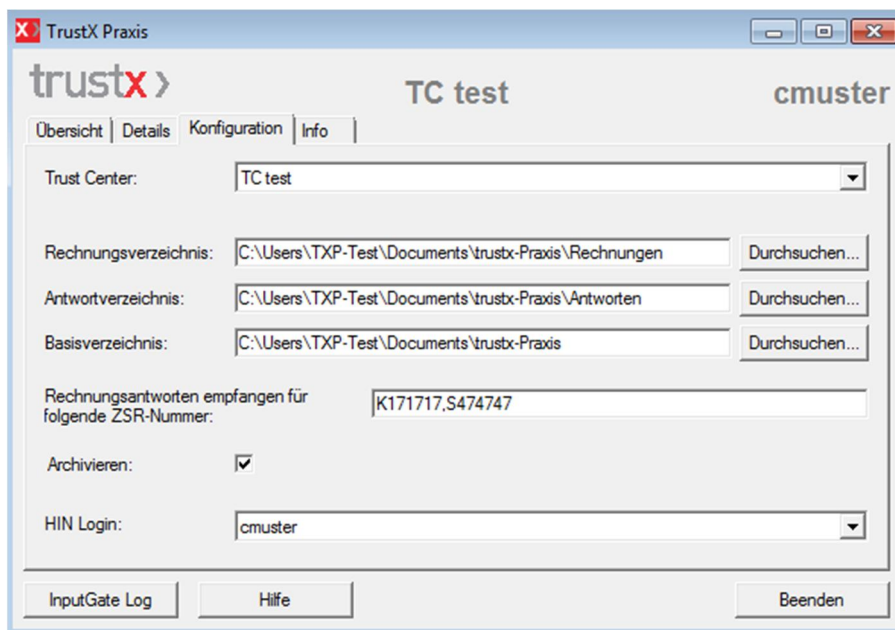 TrustX Praxis
trustx
TC test
cmuster
Übersicht Details Konfiguration Info
Trust Center: TC test
Rechnungsverzeichnis: C:\Users\TXP-Test\Documents\trustx-Praxis\Rechnungen Durchsuchen...
Antwortverzeichnis: C:\Users\TXP-Test\Documents\trustx-Praxis\Antworten Durchsuchen...
Basisverzeichnis: C:\Users\TXP-Test\Documents\trustx-Praxis Durchsuchen...
Rechnungsantworten empfangen für
folgende ZSR-Nummer: K171717,S474747
Archivieren:
HIN Login: cmuster
InputGate Log Hilfe Beenden